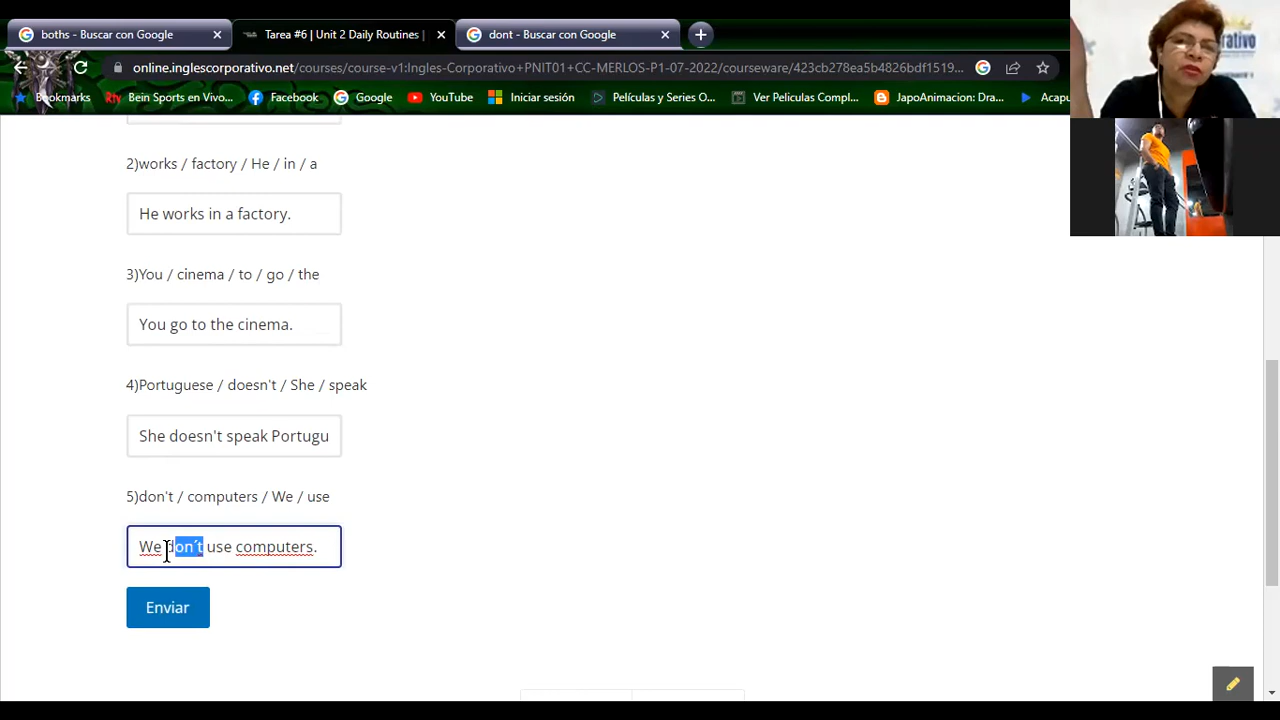 boths - Buscar con Google
Tarea #6 | Unit 2 Daily Routines |
dont - Buscar con Google
online.inglescorporativo.net/courses/course-v1:Ingles-Corporativo+PNIT01+CC-MERLOS-P1-07-2022/courseware/423cb278ea5b4826bdf1519...
Bookmarks
Bein Sports en Vivo...
Facebook
Google
YouTube
Iniciar sesión
Películas y Series O...
Ver Peliculas Compl...
JapoAnimacion: Dra...
Acapu
2)works / factory / He / in / a
He works in a factory.
3)You / cinema / to / go / the
You go to the cinema.
4)Portuguese / doesn't / She / speak
She doesn't speak Portugu
5)don't / computers / We / use
We don´t use computers.
Enviar